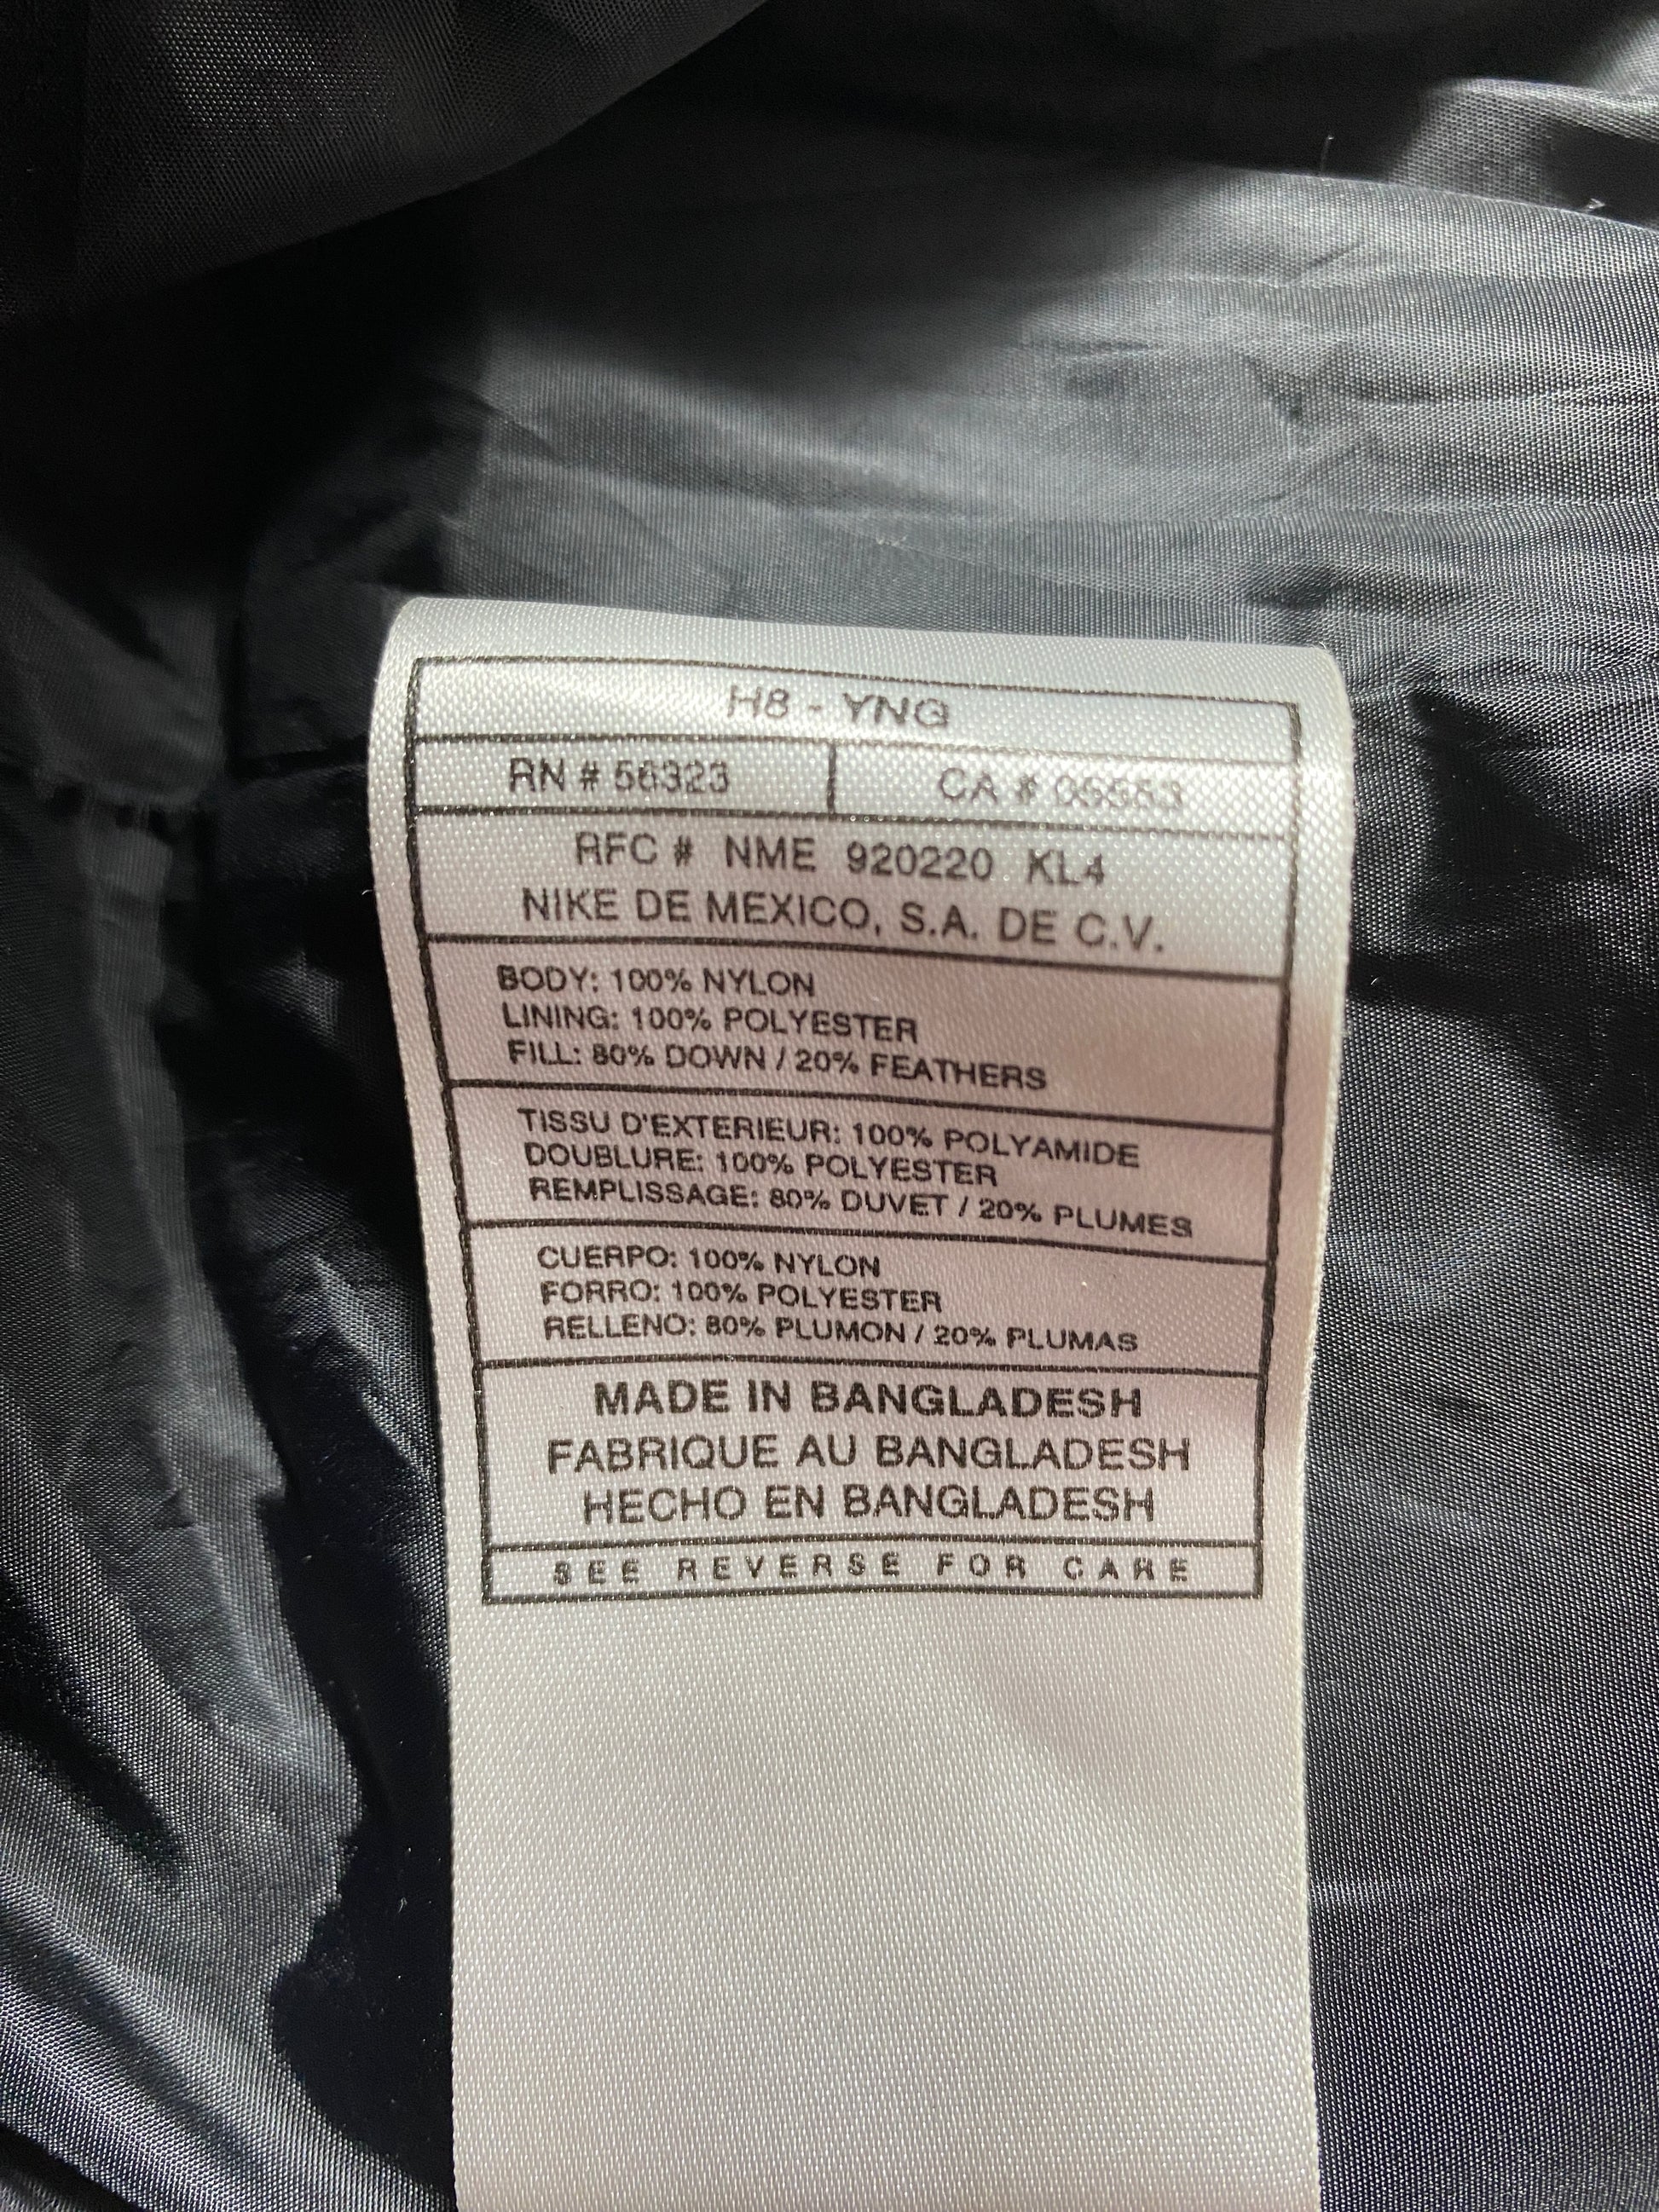 H8 - YNG
RN # 56323
CA # 05553
RFC # NME 920220 KL4
NIKE DE MEXICO, S.A. DE C.V.
BODY: 100% NYLON
LINING: 100% POLYESTER
FILL: 80% DOWN / 20% FEATHERS
TISSU D'EXTERIEUR: 100% POLYAMIDE
DOUBLURE: 100% POLYESTER
REMPLISSAGE: 80% DUVET / 20% PLUMES
CUERPO: 100% NYLON
FORRO: 100% POLYESTER
RELLENO: 80% PLUMON / 20% PLUMAS
MADE IN BANGLADESH
FABRIQUE AU BANGLADESH
HECHO EN BANGLADESH
SEE REVERSE FOR CARE